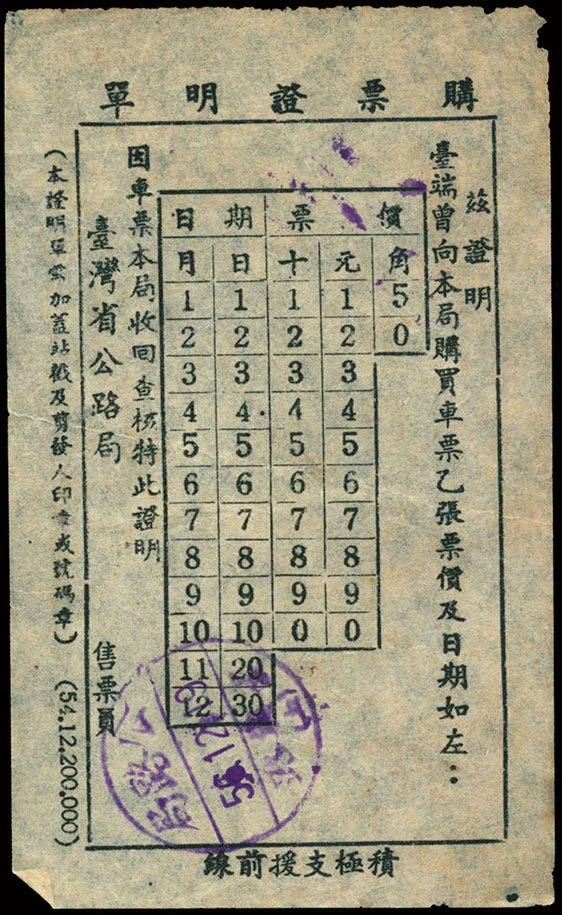 購票證明單
茲證明
臺端曾向本局購買車票乙張票價及日期如左：
日期票價
月 日 十 元 角
1 1 1 1 5
2 2 2 2 0
3 3 3 3
4 4 4 4
5 5 5 5
6 6 6 6
7 7 7 7
8 8 8 8
9 9 9 9
10 10 0 0
11 20
12 30
因車票本局收回查核特此證明
臺灣省公路局
售票員
(本證明單需加蓋站戳及剪發人印章或號碼章)
(54.12.200.000)
積極支援前線
公路局